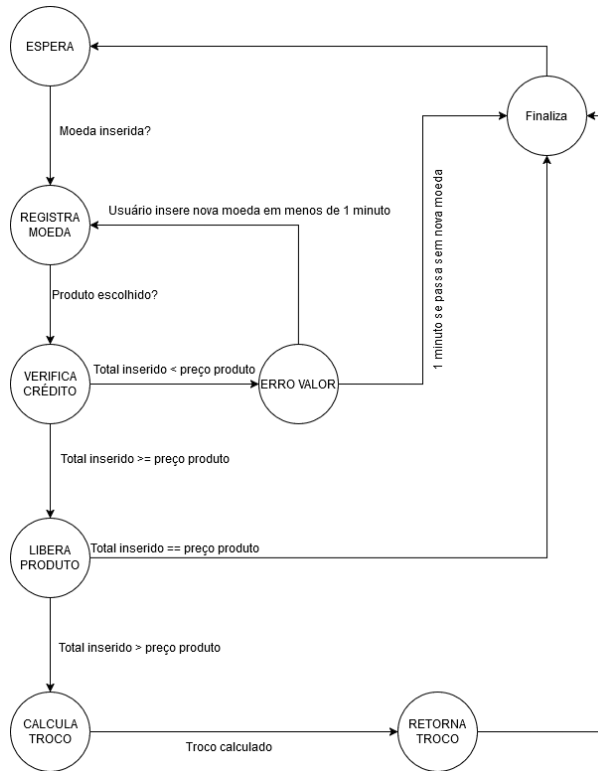 ESPERA
Finaliza
Moeda inserida?
Usuário insere nova moeda em menos de 1 minuto
REGISTRA
MOEDA
1 minuto se passa sem nova moeda
Produto escolhido?
VERIFICA
CRÉDITO
Total inserido < preço produto
ERRO VALOR
Total inserido >= preço produto
LIBERA
PRODUTO
Total inserido == preço produto
Total inserido > preço produto
CALCULA
TROCO
Troco calculado
RETORNA
TROCO